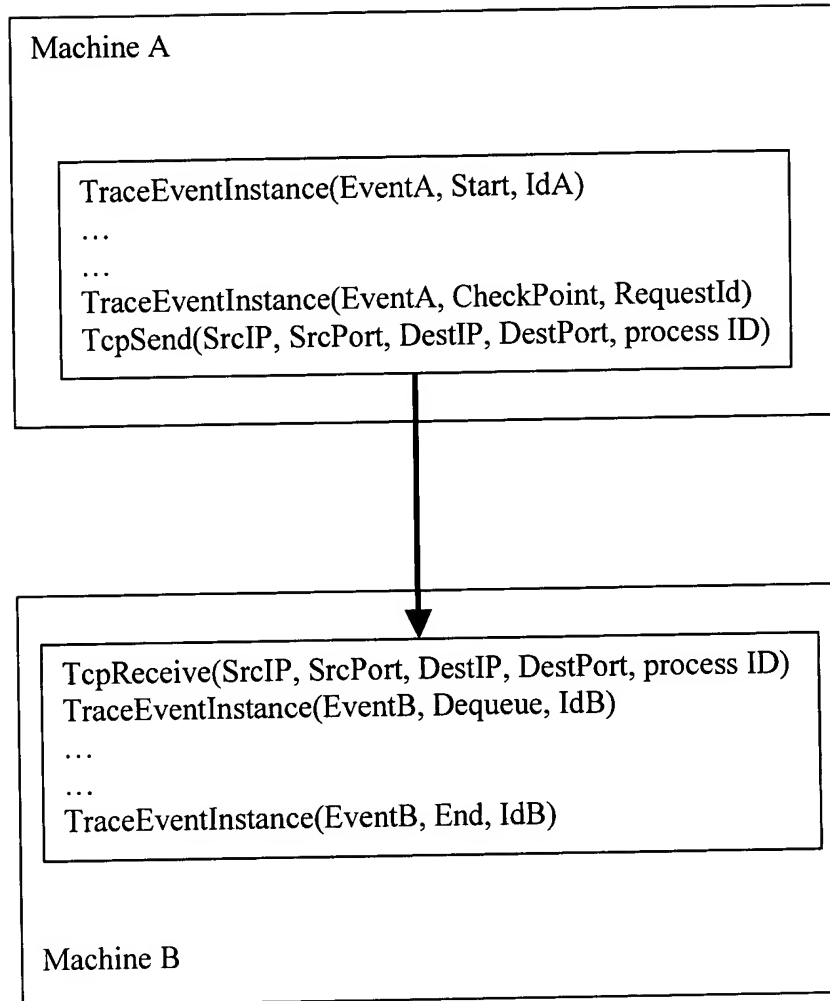 Machine A
TraceEventInstance(EventA, Start, IdA)
…
…
TraceEventInstance(EventA, CheckPoint, RequestId)
TcpSend(SrcIP, SrcPort, DestIP, DestPort, process ID)
TcpReceive(SrcIP, SrcPort, DestIP, DestPort, process ID)
TraceEventInstance(EventB, Dequeue, IdB)
…
…
TraceEventInstance(EventB, End, IdB)
Machine B